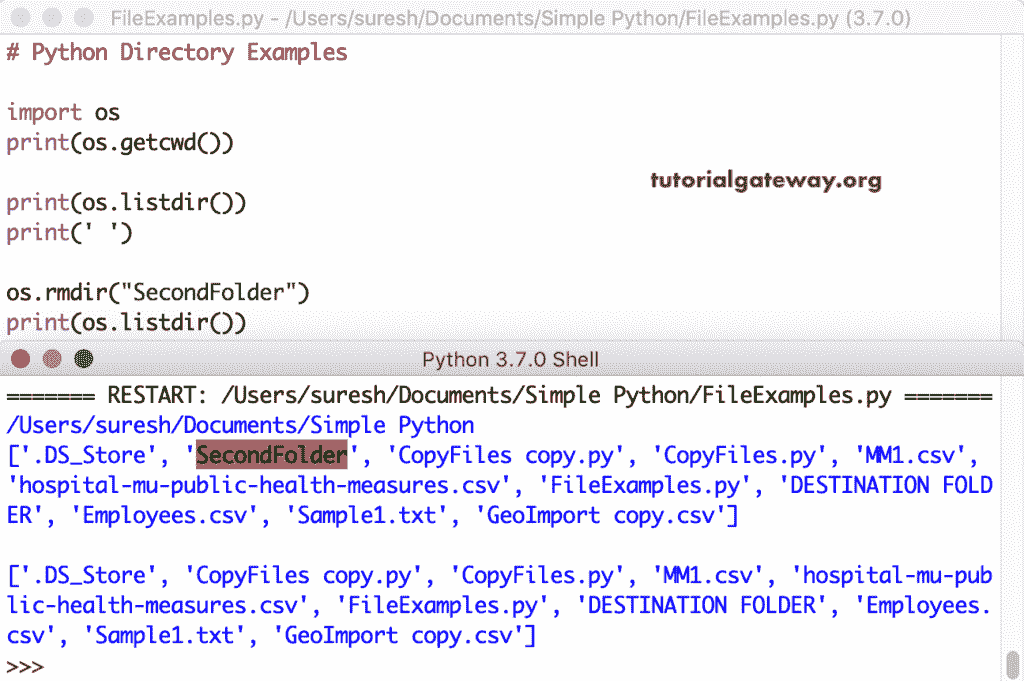 FileExamples.py - /Users/suresh/Documents/Simple Python/FileExamples.py (3.7.0)
# Python Directory Examples
import os
print(os.getcwd())
tutorialgateway.org
print(os.listdir())
print(' ')
os.rmdir("SecondFolder")
print(os.listdir())
Python 3.7.0 Shell
======= RESTART: /Users/suresh/Documents/Simple Python/FileExamples.py =======
/Users/suresh/Documents/Simple Python
['.DS_Store', 'SecondFolder', 'CopyFiles copy.py', 'CopyFiles.py', 'MM1.csv',
'hospital-mu-public-health-measures.csv', 'FileExamples.py', 'DESTINATION FOLD
ER', 'Employees.csv', 'Sample1.txt', 'GeoImport copy.csv']
['.DS_Store', 'CopyFiles copy.py', 'CopyFiles.py', 'MM1.csv', 'hospital-mu-pub
lic-health-measures.csv', 'FileExamples.py', 'DESTINATION FOLDER', 'Employees.
csv', 'Sample1.txt', 'GeoImport copy.csv']
>>>